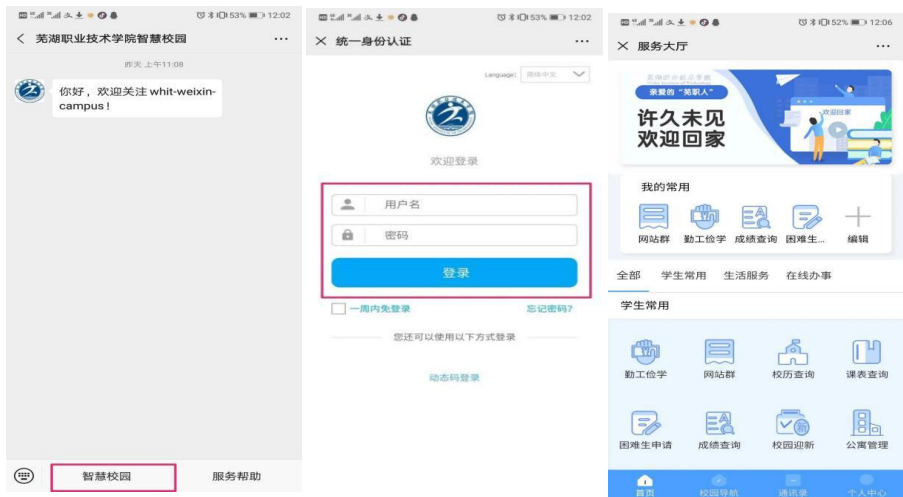 53% 12:02
芜湖职业技术学院智慧校园
昨天 上午11:08
你好，欢迎关注 whit-weixin-
campus！
智慧校园
服务帮助
53% 12:02
统一身份认证
Language: 简体中文
欢迎登录
用户名
密码
登录
一周内免登录
忘记密码?
您还可以使用以下方式登录
动态码登录
52% 12:06
服务大厅
亲爱的“芜职人”
许久未见
欢迎回家
欢迎回家
我的常用
网站群 勤工俭学 成绩查询 困难生... 编辑
全部 学生常用 生活服务 在线办事
学生常用
勤工俭学 网站群 校历查询 课表查询
新
困难生申请 成绩查询 校园迎新 公寓管理
首页 校园导航 通讯录 个人中心